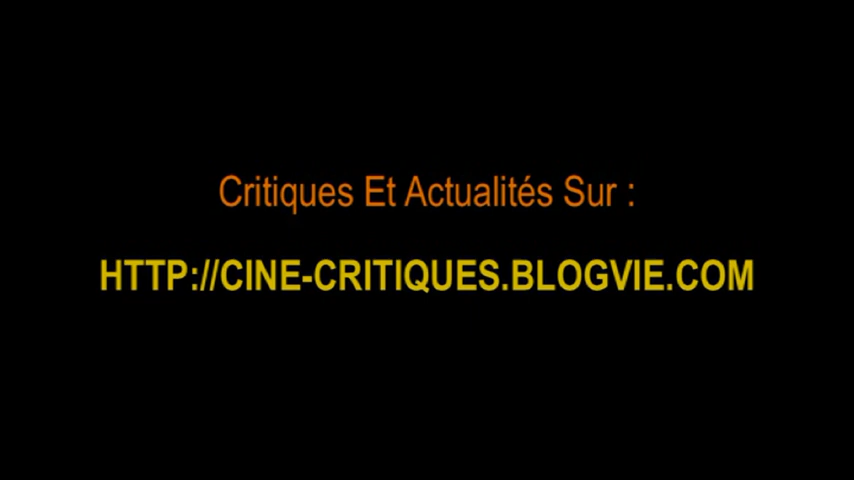 Critiques Et Actualités Sur :
HTTP://CINE-CRITIQUES.BLOGVIE.COM